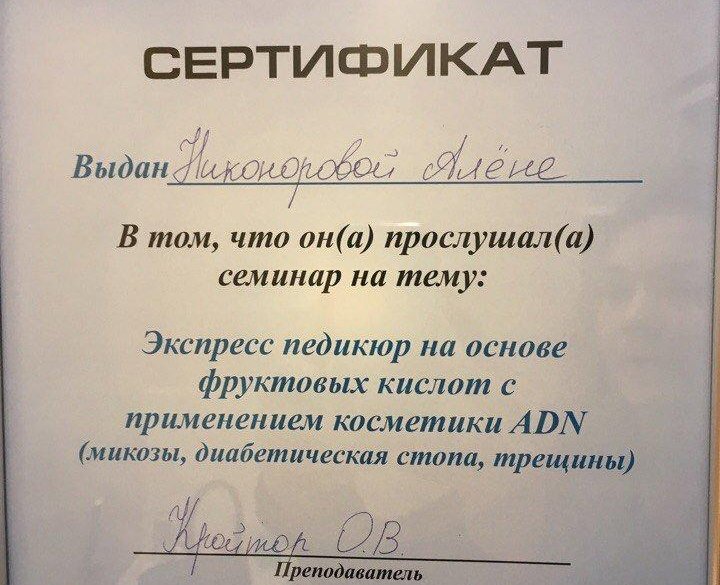 СЕРТИФИКАТ
Выдан Никоноровой Алёне
В том, что он(а) прослушал(а)
семинар на тему:
Экспресс педикюр на основе
фруктовых кислот с
применением косметики ADN
(микозы, диабетическая стопа, трещины)
Кройтор О.В.
Преподаватель